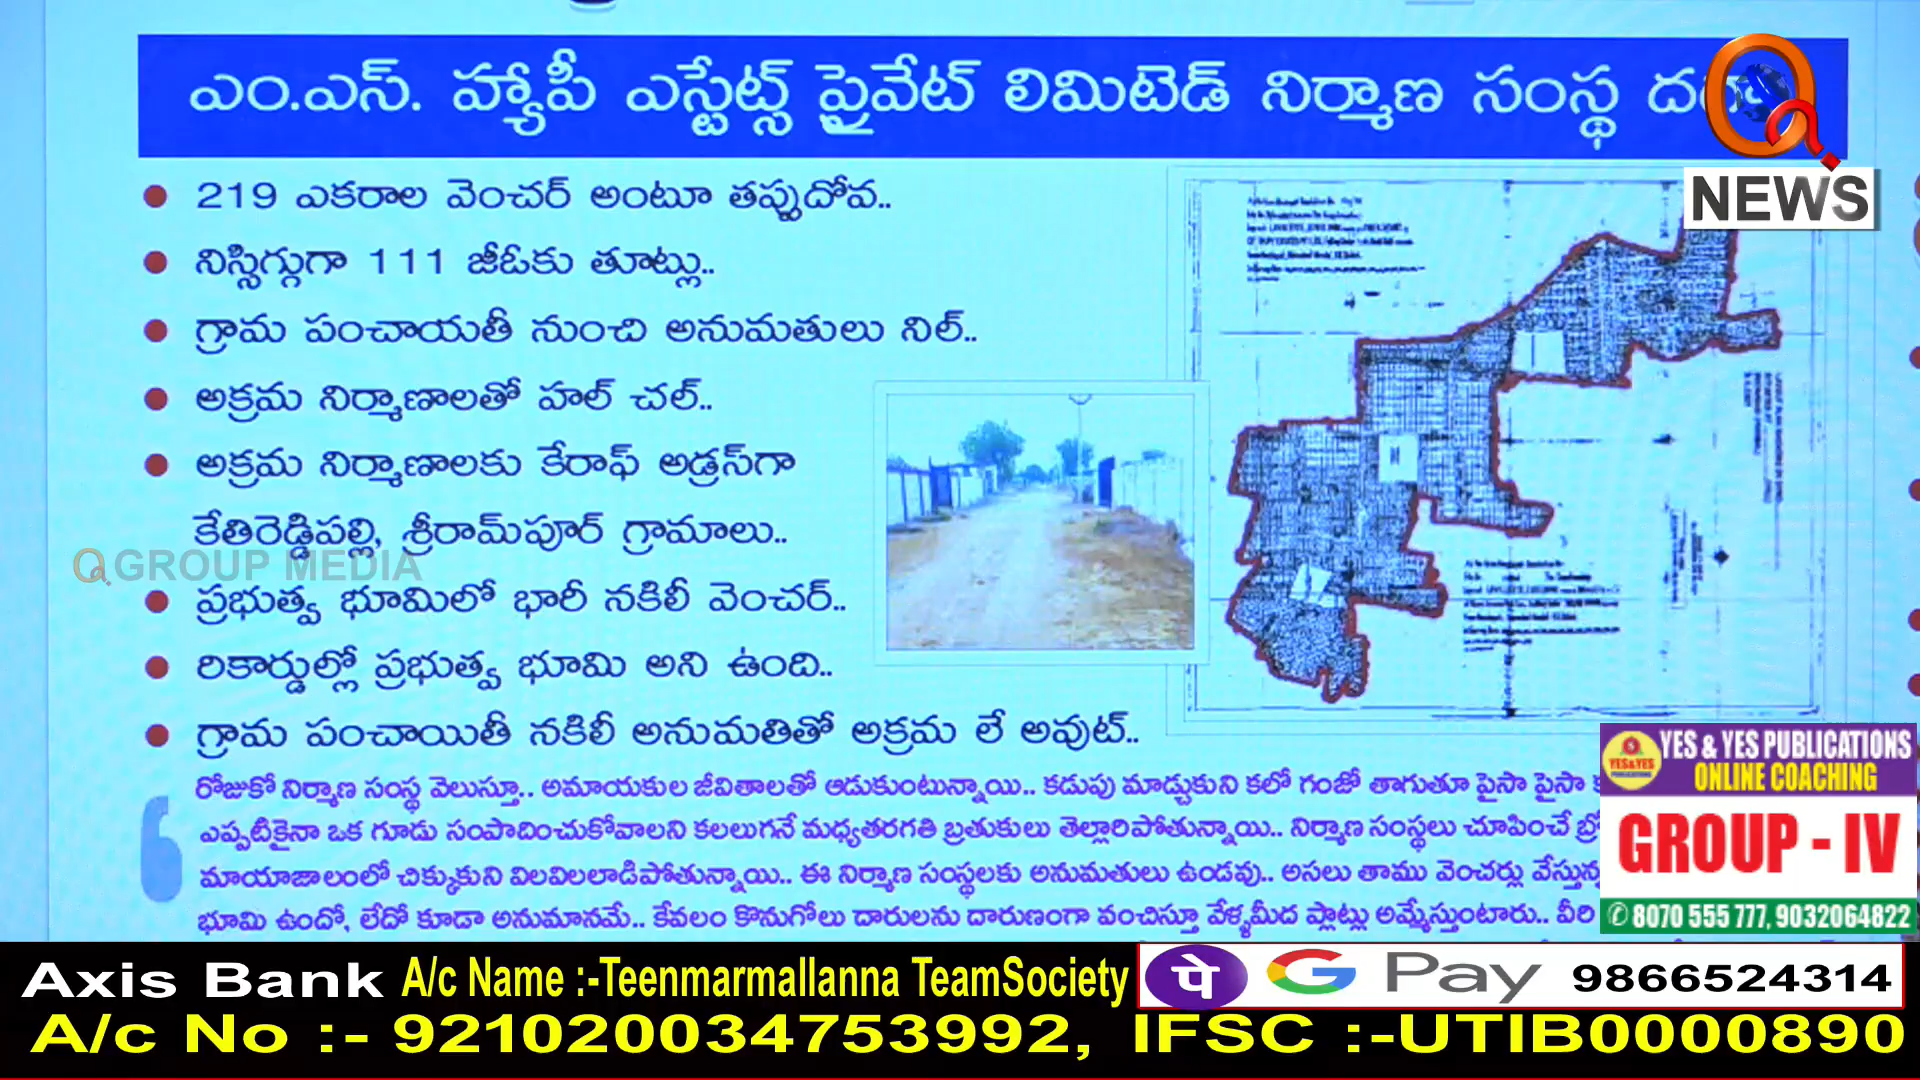 ఎం.ఎస్. హ్యాపీ ఎస్టేట్స్ ప్రైవేట్ లిమిటెడ్ నిర్మాణ సంస్థ
NEWS
219 ఎకరాల వెంచర్ అంటూ తప్పుదోవ..
నిస్సిగ్గుగా 111 జీఓకు తూట్లు..
గ్రామ పంచాయతీ నుంచి అనుమతులు నిల్..
అక్రమ నిర్మాణాలతో హల్ చల్..
అక్రమ నిర్మాణాలకు కేరాఫ్ అడ్రస్‌గా
కేతిరెడ్డిపల్లి, శ్రీరామ్‌పూర్ గ్రామాలు..
GROUP MEDIA
ప్రభుత్వ భూమిలో భారీ నకిలీ వెంచర్..
రికార్డుల్లో ప్రభుత్వ భూమి అని ఉంది..
గ్రామ పంచాయితీ నకిలీ అనుమతితో అక్రమ లే అవుట్..
రోజుకో నిర్మాణ సంస్థ వెలుస్తూ.. అమాయకుల జీవితాలతో ఆడుకుంటున్నాయి.. కడుపు మాడ్చుకుని కలో గంజో తాగుతూ పైసా పైసా
ఎప్పటికైనా ఒక గూడు సంపాదించుకోవాలని కలలుగనే మధ్యతరగతి బ్రతుకులు తెల్లారిపోతున్నాయి.. నిర్మాణ సంస్థలు చూపించే
మాయాజాలంలో చిక్కుకుని విలవిలలాడిపోతున్నాయి.. ఈ నిర్మాణ సంస్థలకు అనుమతులు ఉండవు.. అసలు తాము వెంచర్లు
భూమి ఉందో, లేదో కూడా అనుమానమే.. కేవలం కొనుగోలు దారులను దారుణంగా వంచిస్తూ వేళ్ళమీద ప్లాట్లు అమ్మేస్తుంటారు.. వీరి
YES & YES PUBLICATIONS
ONLINE COACHING
GROUP - IV
8070 555 777, 9032064822
Axis Bank A/c Name :-Teenmarmallanna TeamSociety
पे G Pay 9866524314
A/c No :- 921020034753992, IFSC :-UTIB0000890